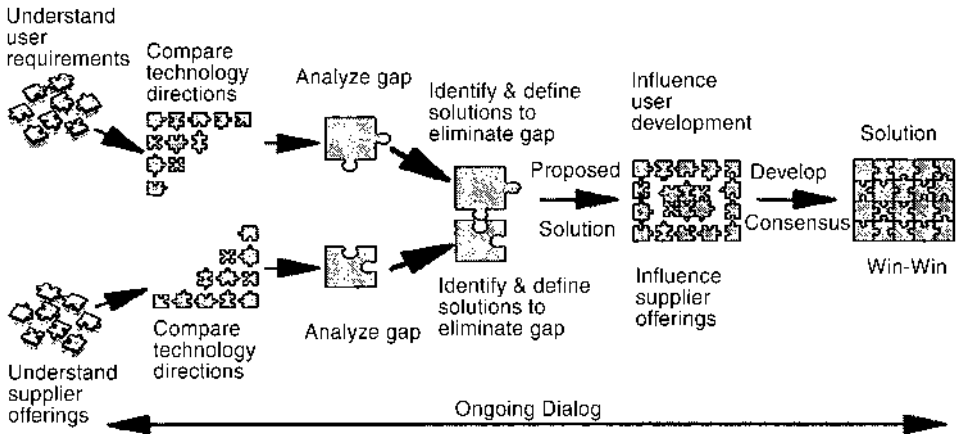 Understand
user
requirements
Compare
technology
directions
Analyze gap
Identify & define
solutions to
eliminate gap
Influence
user
development
Solution
Proposed
Solution
Develop
Consensus
Win-Win
Identify & define
solutions to
eliminate gap
Influence
supplier
offerings
Analyze gap
Compare
technology
directions
Understand
supplier
offerings
Ongoing Dialog